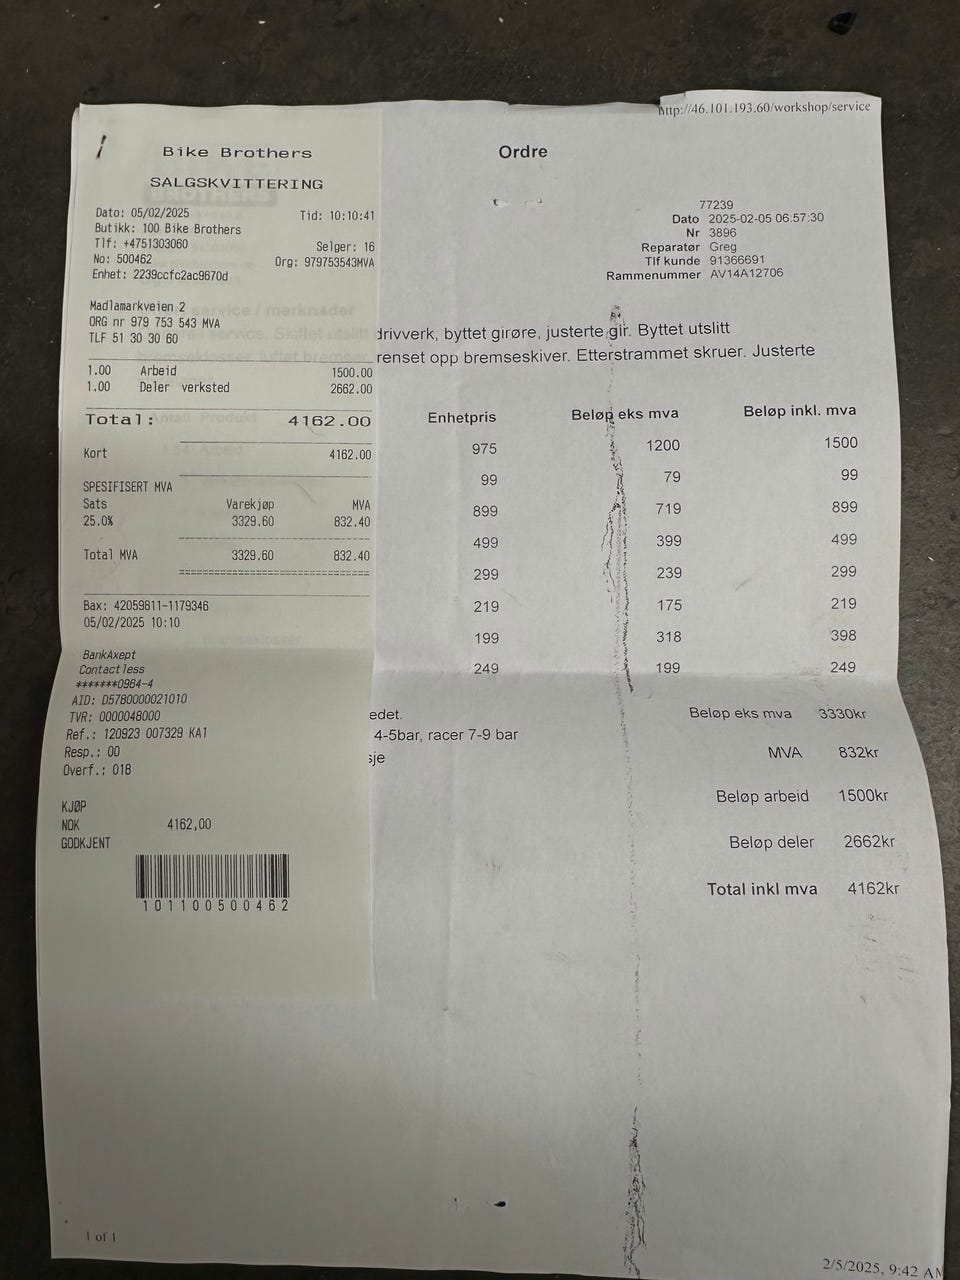 http://46.101.193.60/workshop/service
Bike Brothers
SALGSKVITTERING
Dato: 05/02/2025 Tid: 10:10:41
Butikk: 100 Bike Brothers
Tlf: +4751303060 Selger: 16
No: 500462 Org: 979753543MVA
Enhet: 2239ccfc2ac9670d
Madlamarkveien 2
ORG nr 979 753 543 MVA
TLF 51 30 30 60
1.00 Arbeid 1500.00
1.00 Deler verksted 2662.00
Total: 4162.00
Kort 4162.00
SPESIFISERT MVA
Sats Varekjøp MVA
25.0% 3329.60 832.40
Total MVA 3329.60 832.40
Bax: 42059811-1179346
05/02/2025 10:10
BankAxept
Contactless
*******0964-4
AID: D5780000021010
TVR: 0000048000
Ref.: 120923 007329 KA1
Resp.: 00
Overf.: 018
KJØP
NOK 4162,00
GODKJENT
101100500462
Ordre
77239
Dato 2025-02-05 06:57:30
Nr 3896
Reparatør Greg
Tlf kunde 91366691
Rammenummer AV14A12706
drivverk, byttet girøre, justerte gir. Byttet utslitt
renset opp bremseskiver. Etterstrammet skruer. Justerte
Enhetpris Beløp eks mva Beløp inkl. mva
975 1200 1500
99 79 99
899 719 899
499 399 499
299 239 299
219 175 219
199 318 398
249 199 249
edet.
4-5bar, racer 7-9 bar
sje
Beløp eks mva 3330kr
MVA 832kr
Beløp arbeid 1500kr
Beløp deler 2662kr
Total inkl mva 4162kr
1 of 1
2/5/2025, 9:42 AM